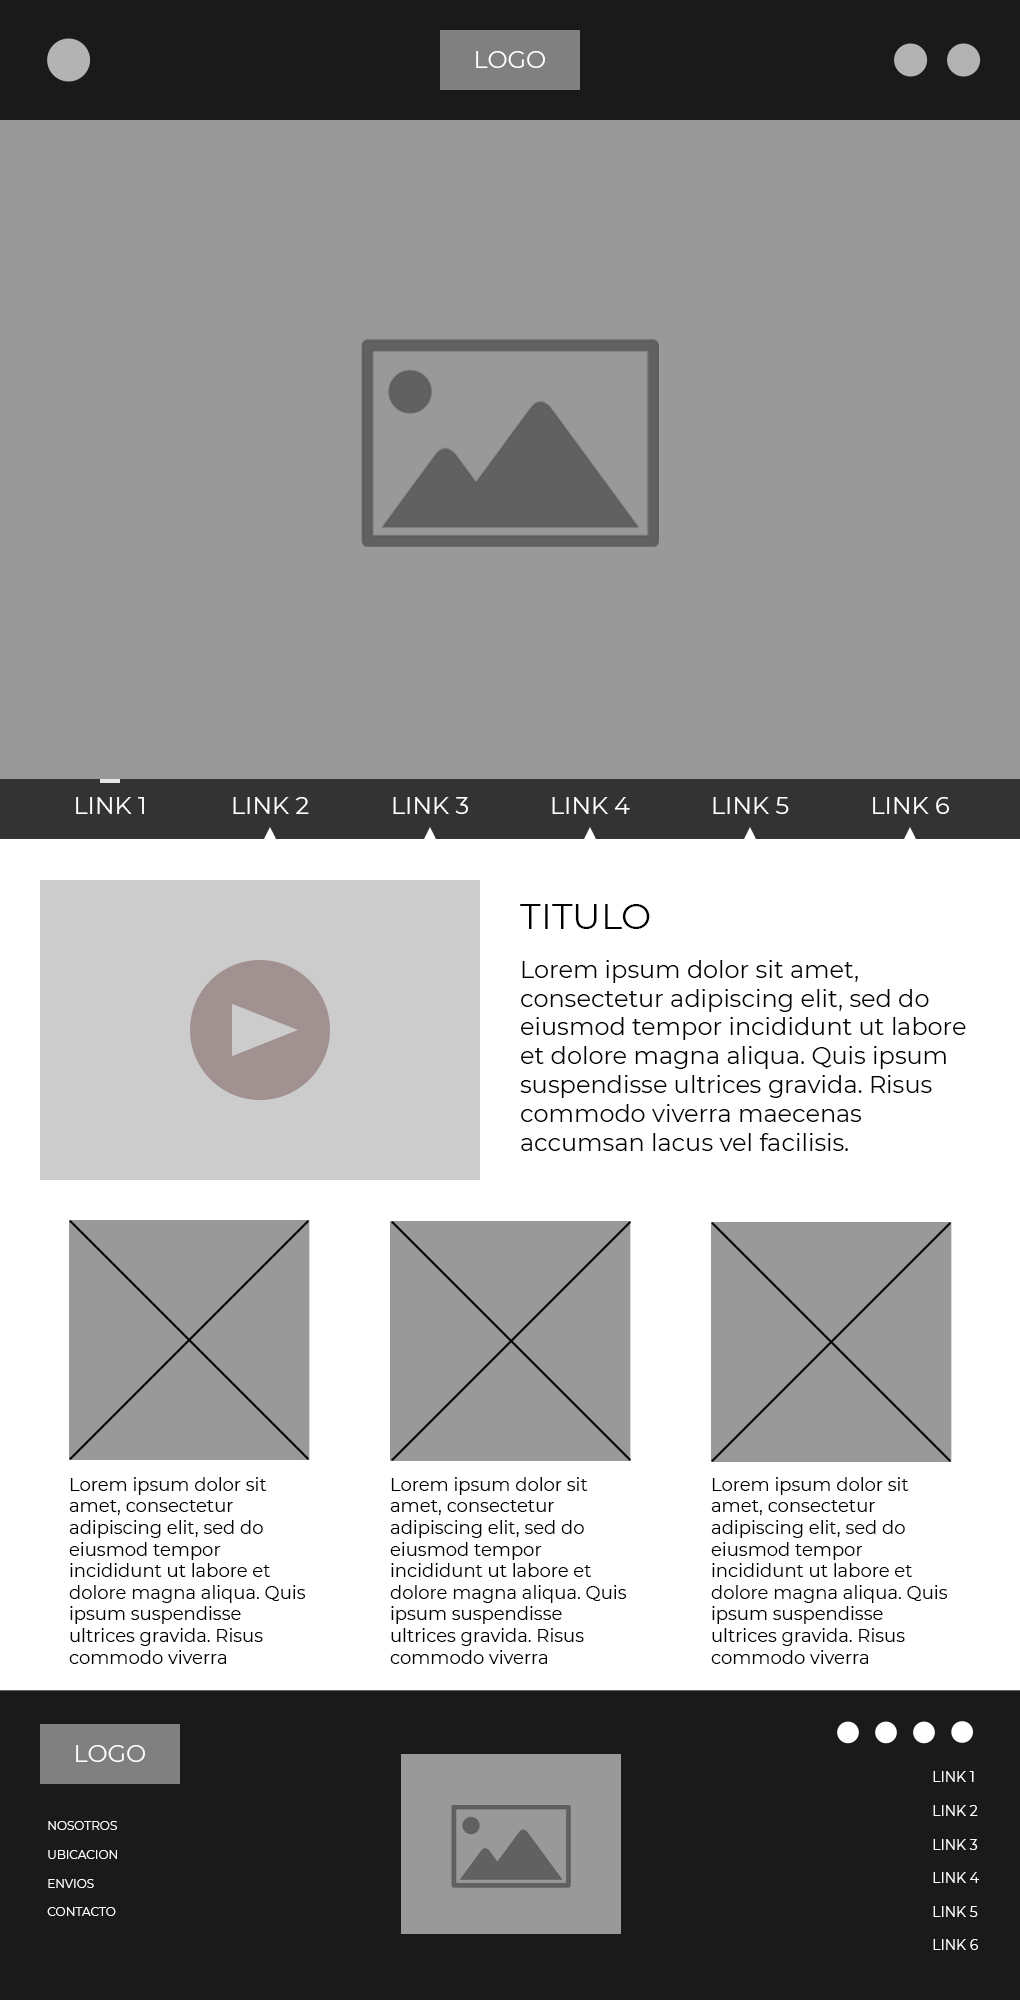 LOGO
LINK 1
LINK 2
LINK 3
LINK 4
LINK 5
LINK 6
TITULO
Lorem ipsum dolor sit amet,
consectetur adipiscing elit, sed do
eiusmod tempor incididunt ut labore
et dolore magna aliqua. Quis ipsum
suspendisse ultrices gravida. Risus
commodo viverra maecenas
accumsan lacus vel facilisis.
Lorem ipsum dolor sit
amet, consectetur
adipiscing elit, sed do
eiusmod tempor
incididunt ut labore et
dolore magna aliqua. Quis
ipsum suspendisse
ultrices gravida. Risus
commodo viverra
Lorem ipsum dolor sit
amet, consectetur
adipiscing elit, sed do
eiusmod tempor
incididunt ut labore et
dolore magna aliqua. Quis
ipsum suspendisse
ultrices gravida. Risus
commodo viverra
Lorem ipsum dolor sit
amet, consectetur
adipiscing elit, sed do
eiusmod tempor
incididunt ut labore et
dolore magna aliqua. Quis
ipsum suspendisse
ultrices gravida. Risus
commodo viverra
LOGO
NOSOTROS
UBICACION
ENVIOS
CONTACTO
LINK 1
LINK 2
LINK 3
LINK 4
LINK 5
LINK 6